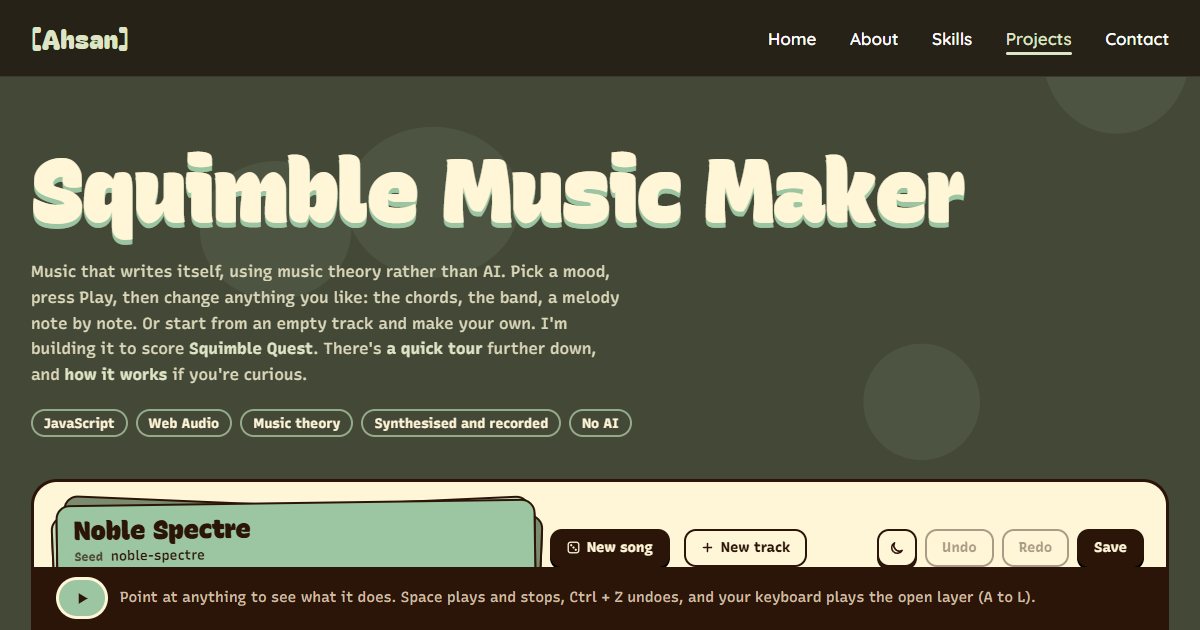 [Ahsan]
Home About Skills Projects Contact
Squimble Music Maker
Music that writes itself, using music theory rather than AI. Pick a mood,
press Play, then change anything you like: the chords, the band, a melody
note by note. Or start from an empty track and make your own. I'm
building it to score Squimble Quest. There's a quick tour further down,
and how it works if you're curious.
JavaScript Web Audio Music theory Synthesised and recorded No AI
Noble Spectre
Seed noble-spectre
New song + New track Undo Redo Save
Point at anything to see what it does. Space plays and stops, Ctrl + Z undoes, and your keyboard plays the open layer (A to L).